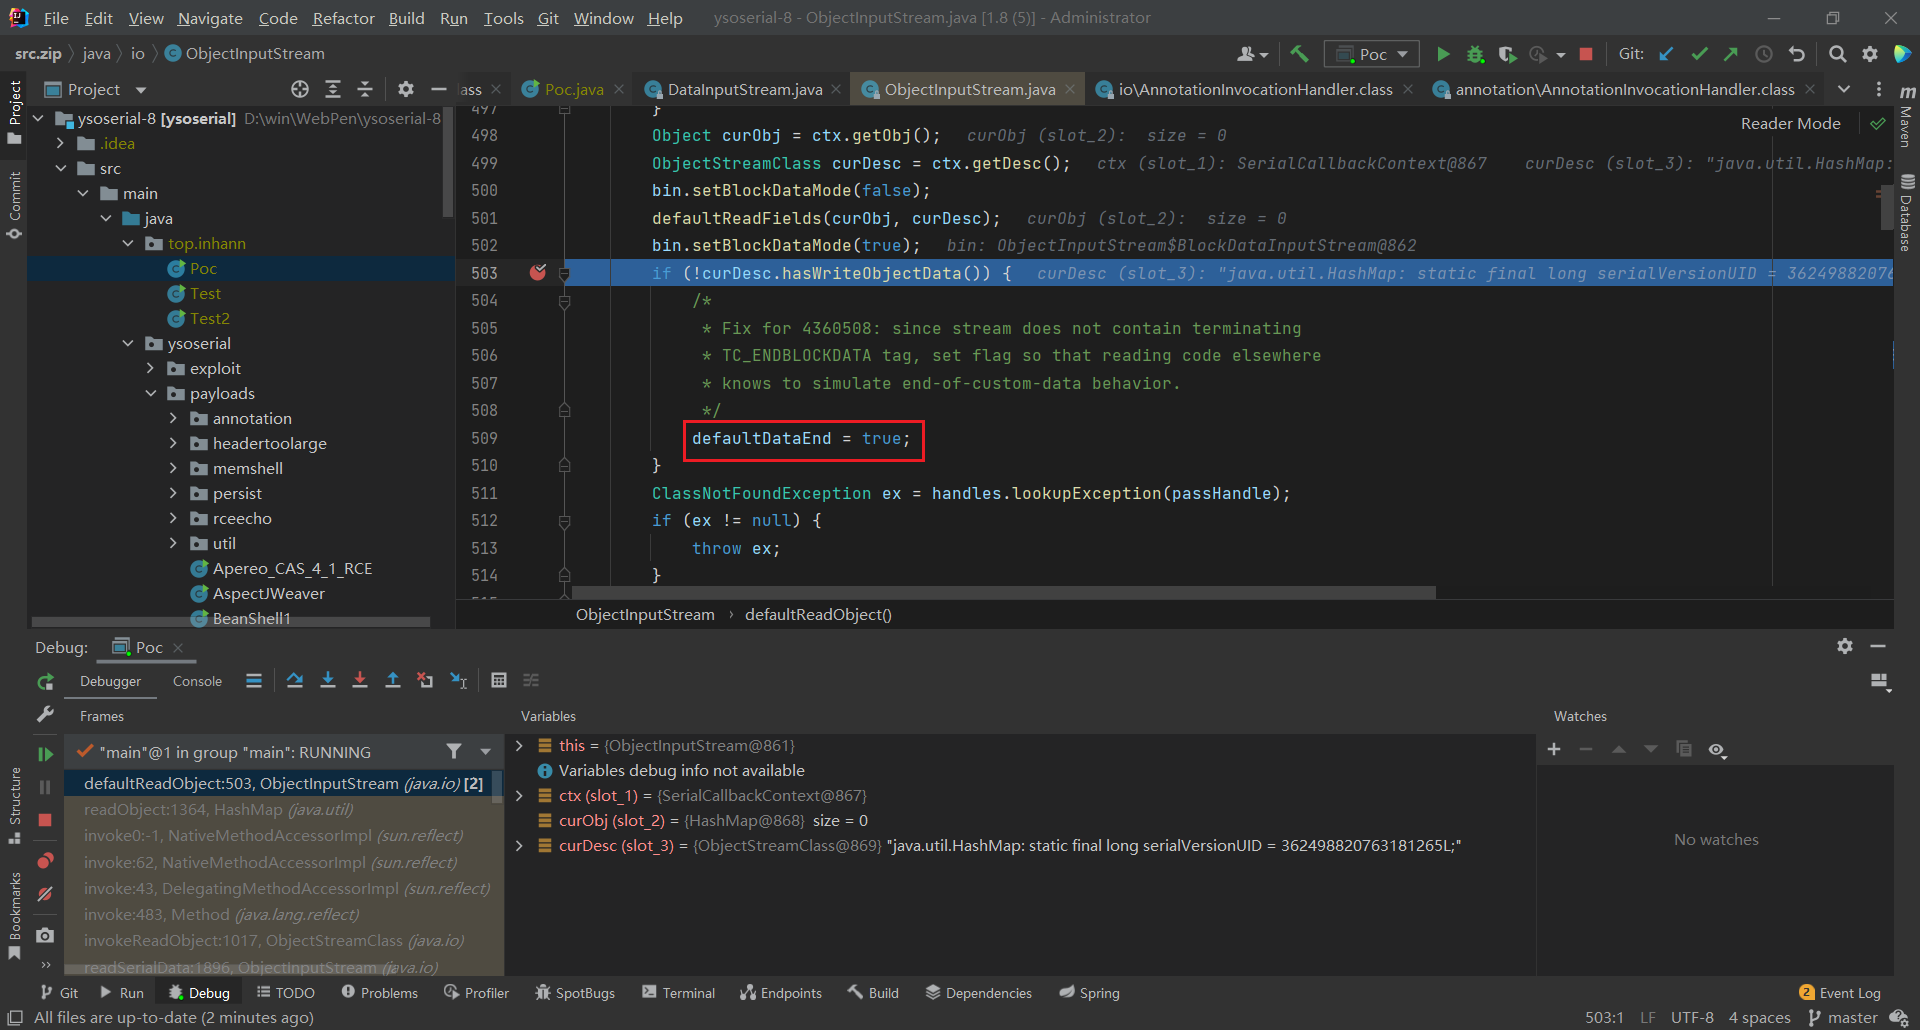 File Edit View Navigate Code Refactor Build Run Tools Git Window Help ysoserial-8 - ObjectInputStream.java [1.8 (5)] - Administrator
src.zip java io ObjectInputStream Poc Git:
Project
Project lass Poc.java DataInputStream.java ObjectInputStream.java io\AnnotationInvocationHandler.class annotation\AnnotationInvocationHandler.class
Maven
Database
Commit
Reader Mode
ysoserial-8 [ysoserial] D:\win\WebPen\ysoserial-8
.idea
src
main
java
top.inhann
Poc
Test
Test2
ysoserial
exploit
payloads
annotation
headertoolarge
memshell
persist
rceecho
util
Apereo_CAS_4_1_RCE
AspectJWeaver
BeanShell1
497 }
498 Object curObj = ctx.getObj(); curObj (slot_2): size = 0
499 ObjectStreamClass curDesc = ctx.getDesc(); ctx (slot_1): SerialCallbackContext@867 curDesc (slot_3): "java.util.HashMap:
500 bin.setBlockDataMode(false);
501 defaultReadFields(curObj, curDesc); curObj (slot_2): size = 0
502 bin.setBlockDataMode(true); bin: ObjectInputStream$BlockDataInputStream@862
503 if (!curDesc.hasWriteObjectData()) { curDesc (slot_3): "java.util.HashMap: static final long serialVersionUID = 36249882076
504 /*
505 * Fix for 4360508: since stream does not contain terminating
506 * TC_ENDBLOCKDATA tag, set flag so that reading code elsewhere
507 * knows to simulate end-of-custom-data behavior.
508 */
509 defaultDataEnd = true;
510 }
511 ClassNotFoundException ex = handles.lookupException(passHandle);
512 if (ex != null) {
513 throw ex;
514 }
ObjectInputStream › defaultReadObject()
Debug: Poc
Debugger Console
Frames Variables Watches
"main"@1 in group "main": RUNNING
defaultReadObject:503, ObjectInputStream (java.io) [2]
readObject:1364, HashMap (java.util)
invoke0:-1, NativeMethodAccessorImpl (sun.reflect)
invoke:62, NativeMethodAccessorImpl (sun.reflect)
invoke:43, DelegatingMethodAccessorImpl (sun.reflect)
invoke:483, Method (java.lang.reflect)
invokeReadObject:1017, ObjectStreamClass (java.io)
readSerialData:1896, ObjectInputStream (java.io)
this = {ObjectInputStream@861}
Variables debug info not available
ctx (slot_1) = {SerialCallbackContext@867}
curObj (slot_2) = {HashMap@868} size = 0
curDesc (slot_3) = {ObjectStreamClass@869} "java.util.HashMap: static final long serialVersionUID = 362498820763181265L;"
No watches
Structure
Bookmarks
Git Run Debug TODO Problems Profiler SpotBugs Terminal Endpoints Build Dependencies Spring 2 Event Log
All files are up-to-date (2 minutes ago) 503:1 LF UTF-8 4 spaces master